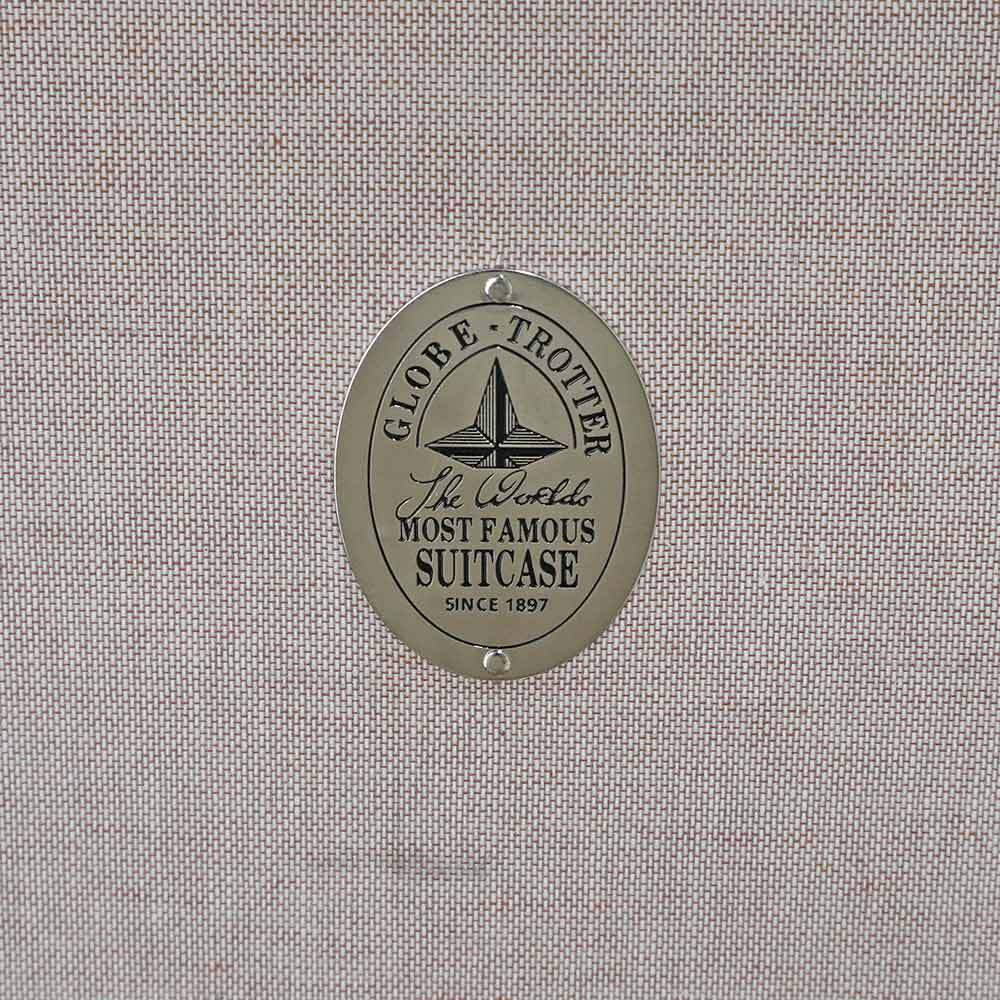 GLOBE-TROTTER
The Worlds
MOST FAMOUS
SUITCASE
SINCE 1897